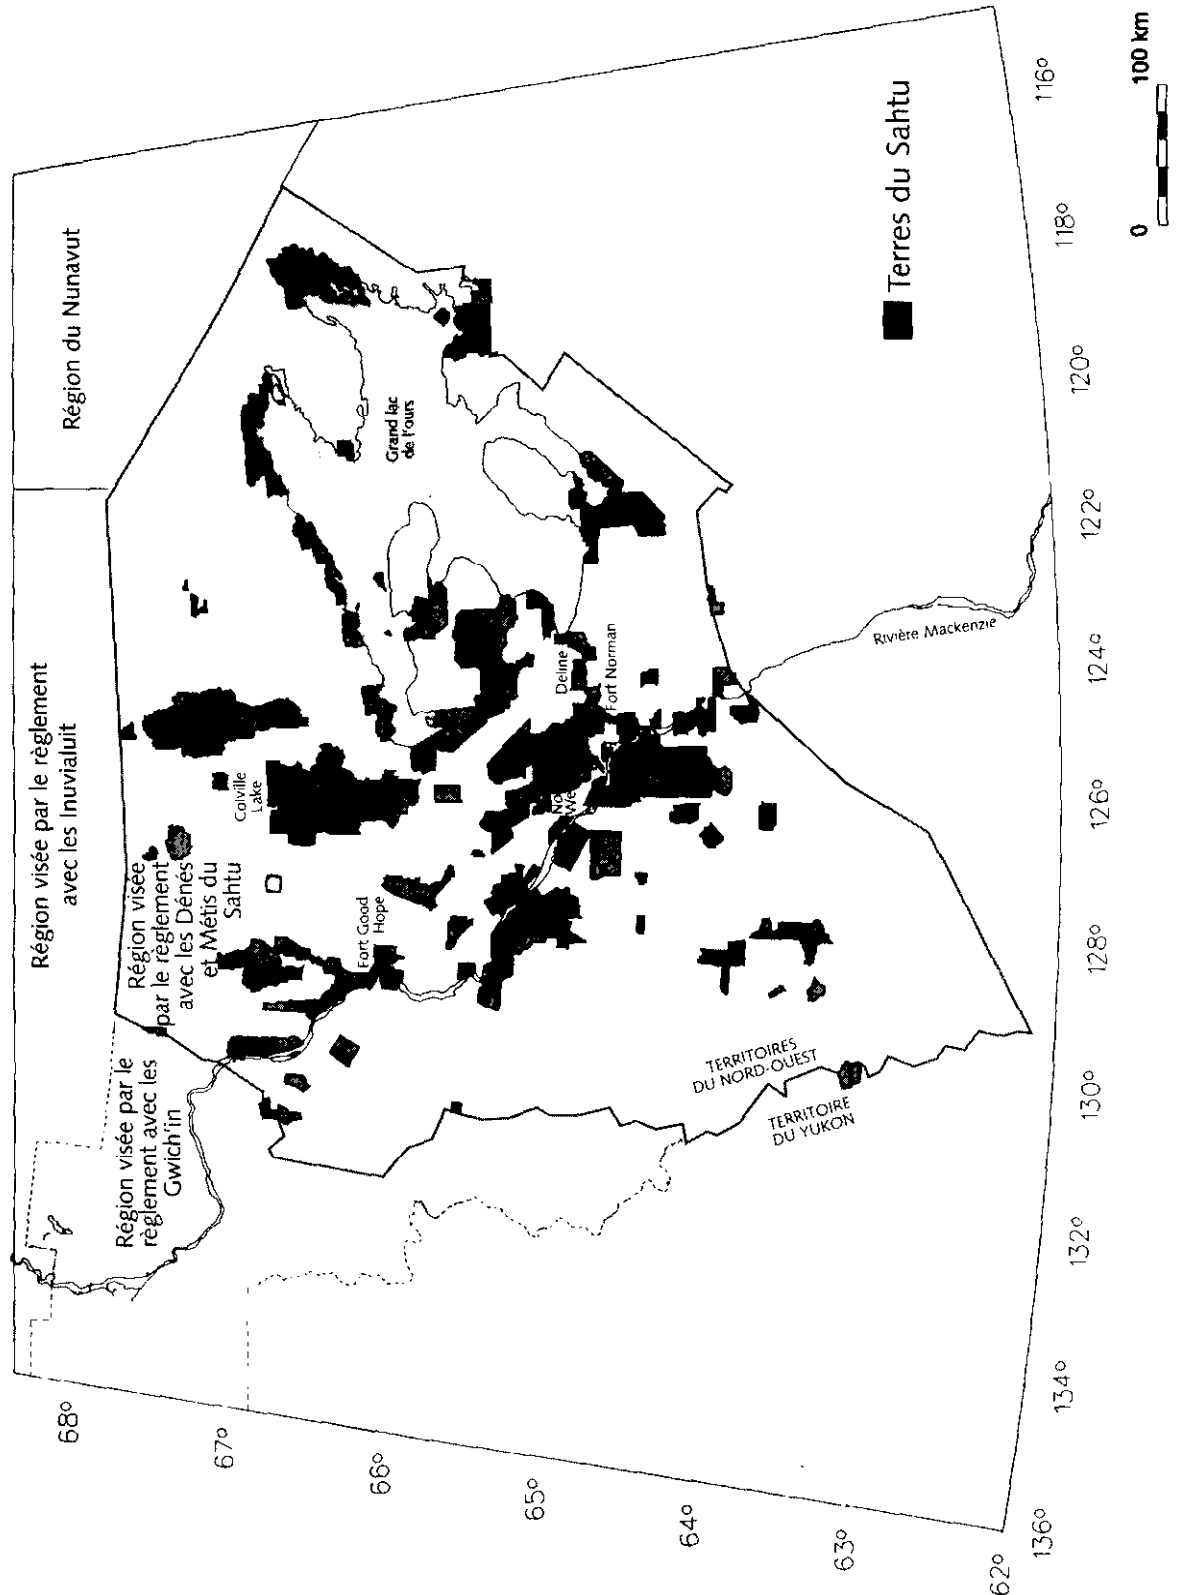 Région du Nunavut
Région visée par le règlement
avec les Inuvialuit
Région visée
par le règlement
avec les Dénés
et Métis du
Sahtu
Région visée par le
règlement avec les
Gwich'in
Colville
Lake
Fort Good
Hope
Grand lac
de l'ours
Deline
Fort Norman
No
We
Rivière Mackenzie
TERRITOIRES
DU NORD-OUEST
TERRITOIRE
DU YUKON
Terres du Sahtu
0
100 km
68°
67°
66°
65°
64°
63°
62°
136°
134°
132°
130°
128°
126°
124°
122°
120°
118°
116°